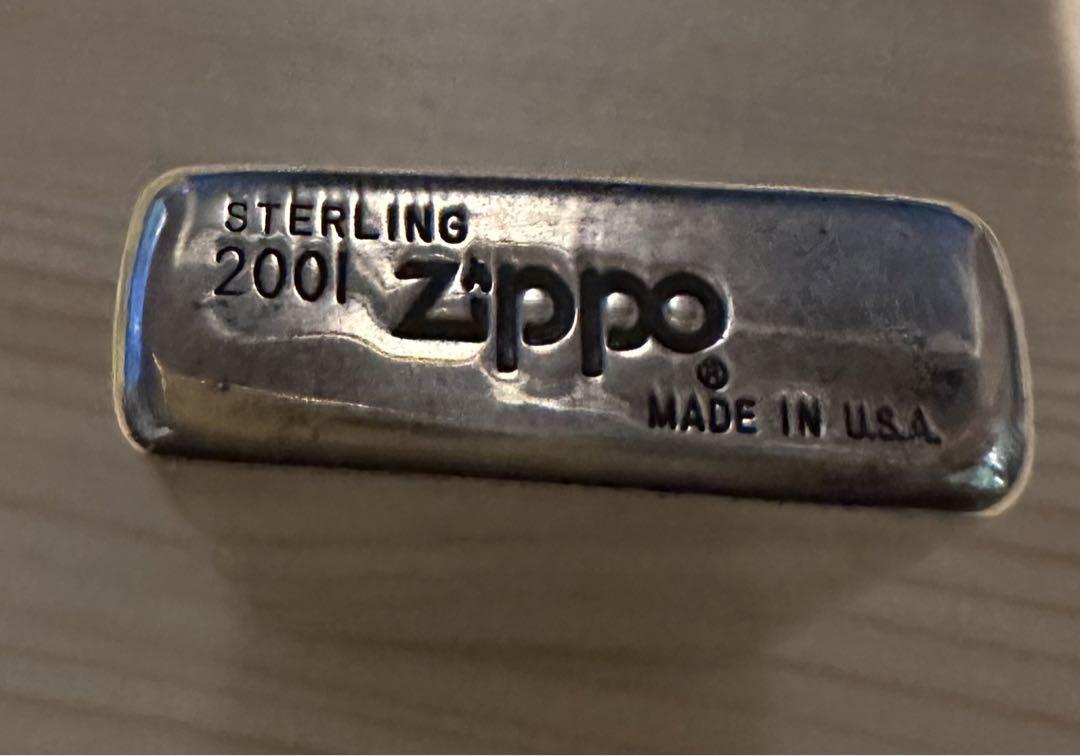 STERLING
2001 Zippo
®
MADE IN U.S.A.